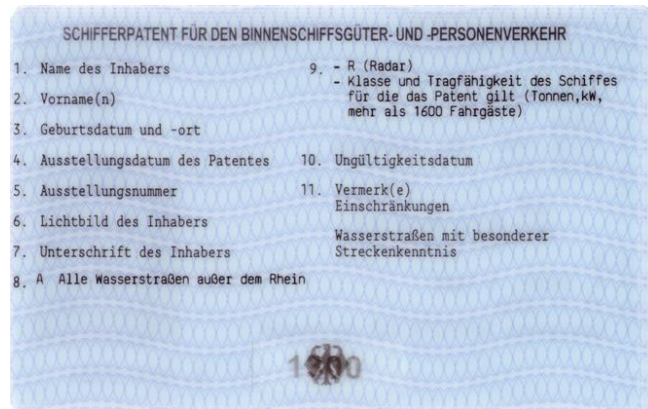 SCHIFFERPATENT FÜR DEN BINNENSCHIFFSGÜTER- UND -PERSONENVERKEHR
1. Name des Inhabers
2. Vorname(n)
3. Geburtsdatum und -ort
4. Ausstellungsdatum des Patentes
5. Ausstellungsnummer
6. Lichtbild des Inhabers
7. Unterschrift des Inhabers
8. A Alle Wasserstraßen außer dem Rhein
9. - R (Radar)
- Klasse und Tragfähigkeit des Schiffes
für die das Patent gilt (Tonnen,kW,
mehr als 1600 Fahrgäste)
10. Ungültigkeitsdatum
11. Vermerk(e)
Einschränkungen
Wasserstraßen mit besonderer
Streckenkenntnis